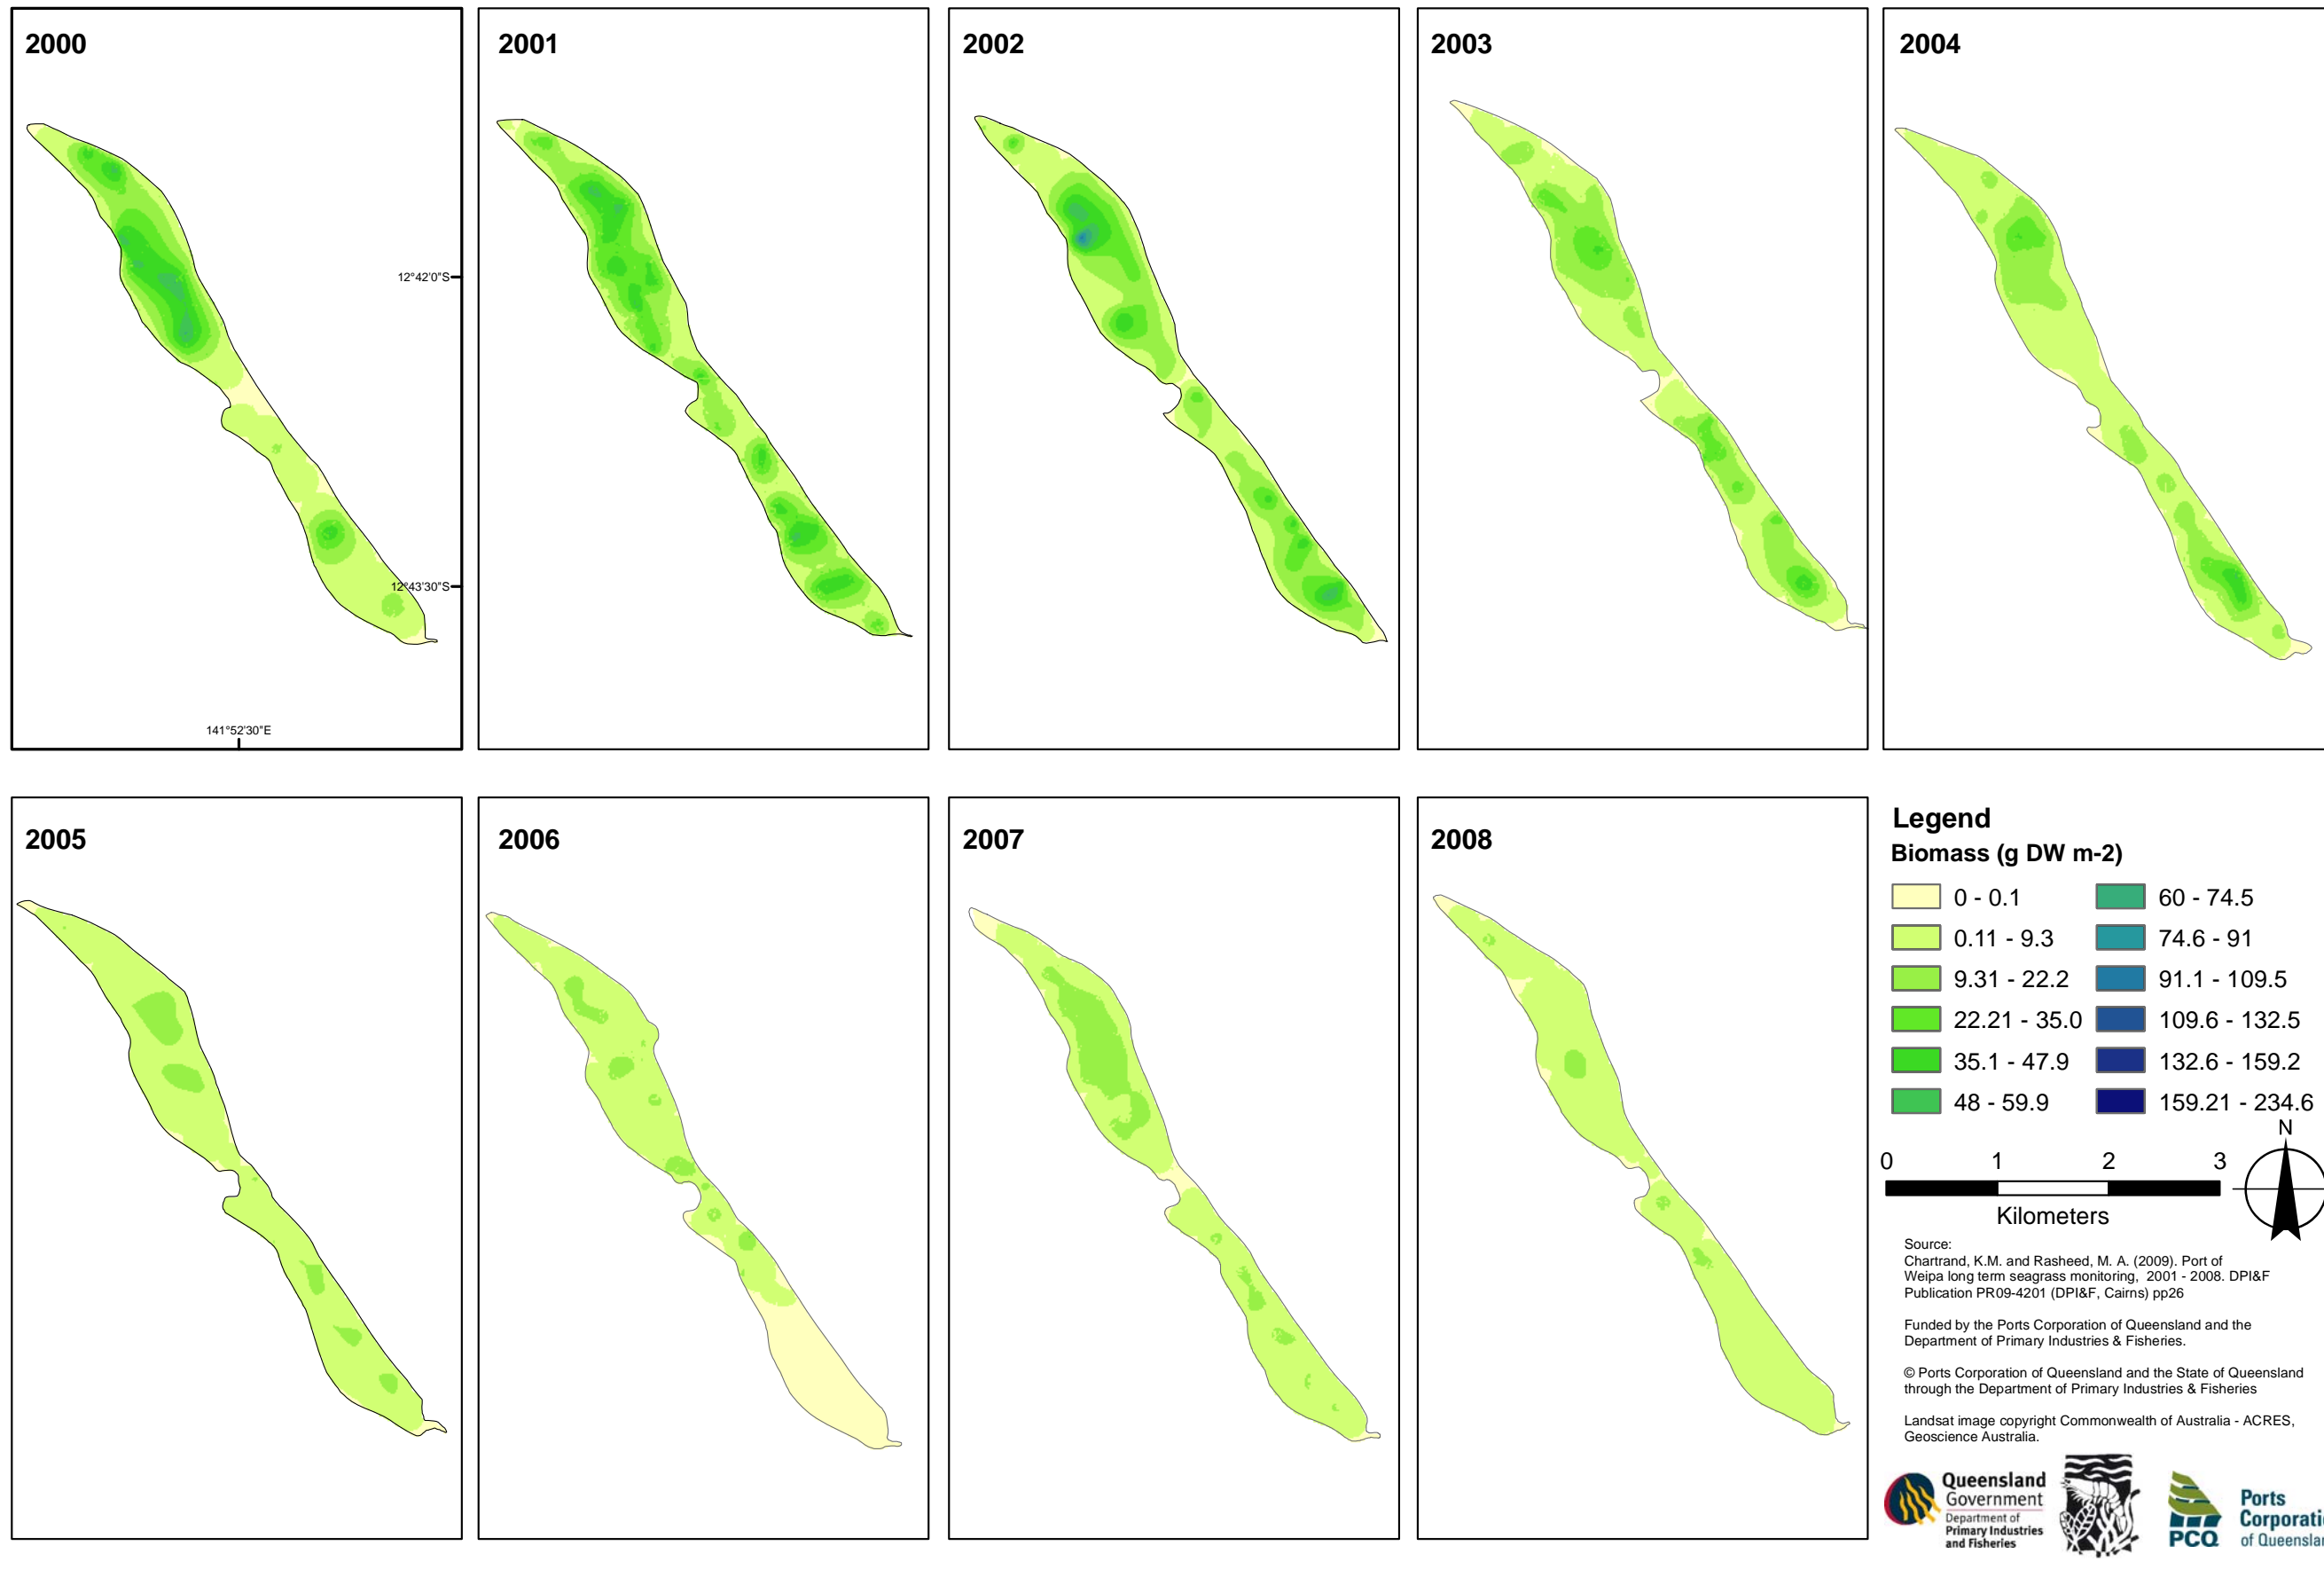 2000
2001
2002
2003
2004
12°42'0"S
12°43'30"S
141°52'30"E
2005
2006
2007
2008
Legend
Biomass (g DW m-2)
0 - 0.1
0.11 - 9.3
9.31 - 22.2
22.21 - 35.0
35.1 - 47.9
48 - 59.9
60 - 74.5
74.6 - 91
91.1 - 109.5
109.6 - 132.5
132.6 - 159.2
159.21 - 234.6
N
0 1 2 3
Kilometers
Source:
Chartrand, K.M. and Rasheed, M. A. (2009). Port of
Weipa long term seagrass monitoring, 2001 - 2008. DPI&F
Publication PR09-4201 (DPI&F, Cairns) pp26
Funded by the Ports Corporation of Queensland and the
Department of Primary Industries & Fisheries.
© Ports Corporation of Queensland and the State of Queensland
through the Department of Primary Industries & Fisheries
Landsat image copyright Commonwealth of Australia - ACRES,
Geoscience Australia.
Queensland
Government
Department of
Primary Industries
and Fisheries
PCQ
Ports
Corporati
of Queenslan